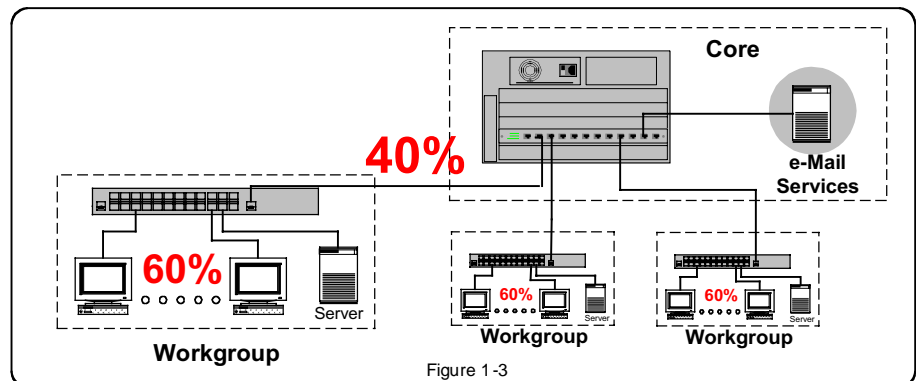 Core
e-Mail
Services
40%
60%
Server
Workgroup
60%
Server
Workgroup
60%
Server
Workgroup
Figure 1-3